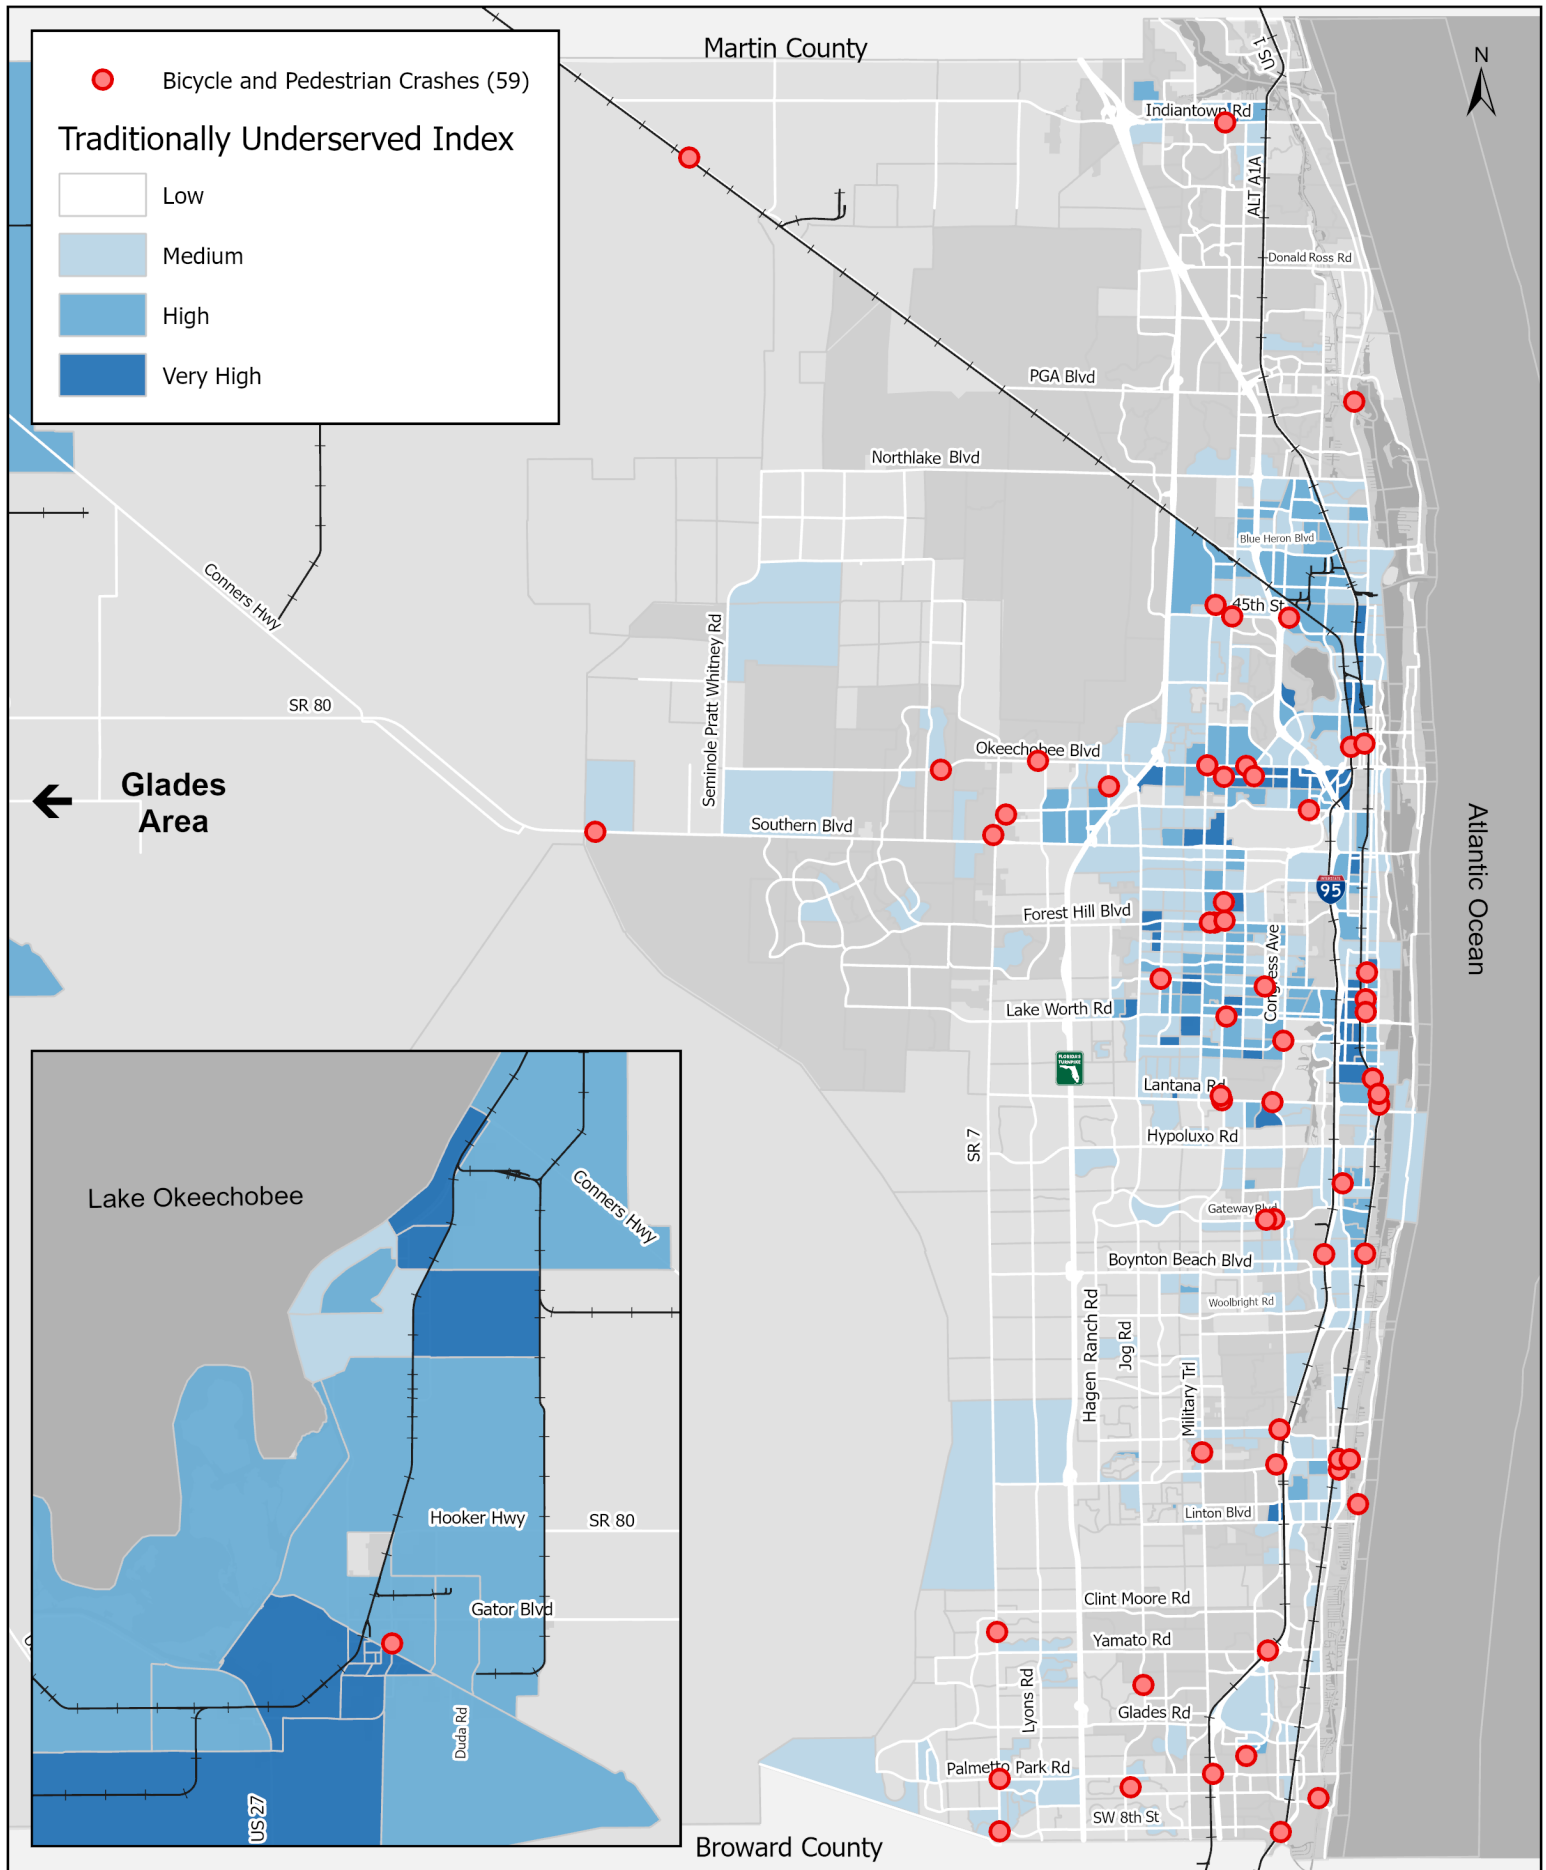 Martin County
US 1
N
Bicycle and Pedestrian Crashes (59)
Traditionally Underserved Index
Low
Medium
High
Very High
Indiantown Rd
ALT A1A
Donald Ross Rd
PGA Blvd
Northlake Blvd
Blue Heron Blvd
Conners Hwy
45th St
Seminole Pratt Whitney Rd
SR 80
Okeechobee Blvd
Glades
Area
Southern Blvd
Atlantic Ocean
INTERSTATE
95
Forest Hill Blvd
Congress Ave
Lake Worth Rd
FLORIDA'S
TURNPIKE
Lantana Rd
SR 7
Hypoluxo Rd
Lake Okeechobee
Conners Hwy
Gateway Blvd
Boynton Beach Blvd
Hagen Ranch Rd
Woolbright Rd
Jog Rd
Military Trl
Hooker Hwy
SR 80
Linton Blvd
Clint Moore Rd
Gator Blvd
Yamato Rd
Lyons Rd
Duda Rd
Glades Rd
Palmetto Park Rd
US 27
SW 8th St
Broward County